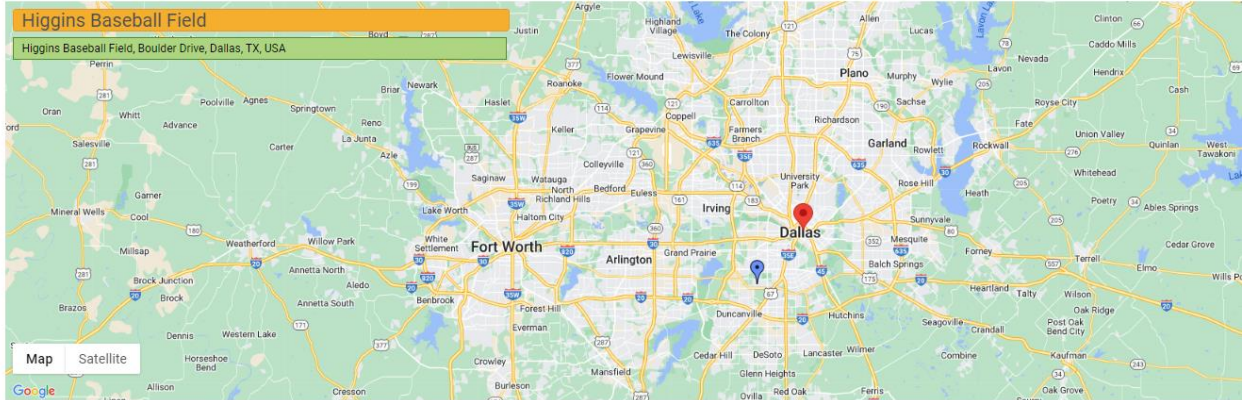 Higgins Baseball Field
Higgins Baseball Field, Boulder Drive, Dallas, TX, USA
Argyle
Highland Village
Allen
Clinton
Boyd
Justin
The Colony
Lucas
Caddo Mills
Lewisville
Nevada
Perrin
377
Roanoke
Flower Mound
Plano
Murphy
Wylie
Lavon
Hendrix
Newark
Briar
Haslet
Carrollton
Sachse
Royse City
Cash
Oran
Whitt
Poolville
Agnes
Springtown
Reno
Keller
Grapevine
Coppell
Farmers Branch
Richardson
Fate
Union Valley
Advance
Salesville
Carter
La Junta
Azle
Garland
Rowlett
Rockwall
Quinlan
West Tawakoni
Colleyville
Saginaw
Watauga
North Richland Hills
Bedford
Euless
University Park
Rose Hill
Whitehead
Garner
Heath
Mineral Wells
Cool
Lake Worth
Haltom City
Irving
Poetry
Ables Springs
Sunnyvale
Millsap
Weatherford
Willow Park
White Settlement
Fort Worth
Arlington
Grand Prairie
Dallas
Mesquite
Balch Springs
Forney
Terrell
Elmo
Cedar Grove
Wills Po
Annetta North
Aledo
Brock Junction
Brock
Annetta South
Benbrook
Forest Hill
Duncanville
Hutchins
Heartland
Talty
Wilson
Oak Ridge
Brazos
Dennis
Western Lake
Everman
Seagoville
Crandall
Post Oak Bend City
Horseshoe Bend
Crowley
Mansfield
Cedar Hill
DeSoto
Lancaster
Wilmer
Combine
Kaufman
Glenn Heights
Allison
Cresson
Burleson
Ovilla
Red Oak
Ferris
Oak Grove
Map
Satellite
Google